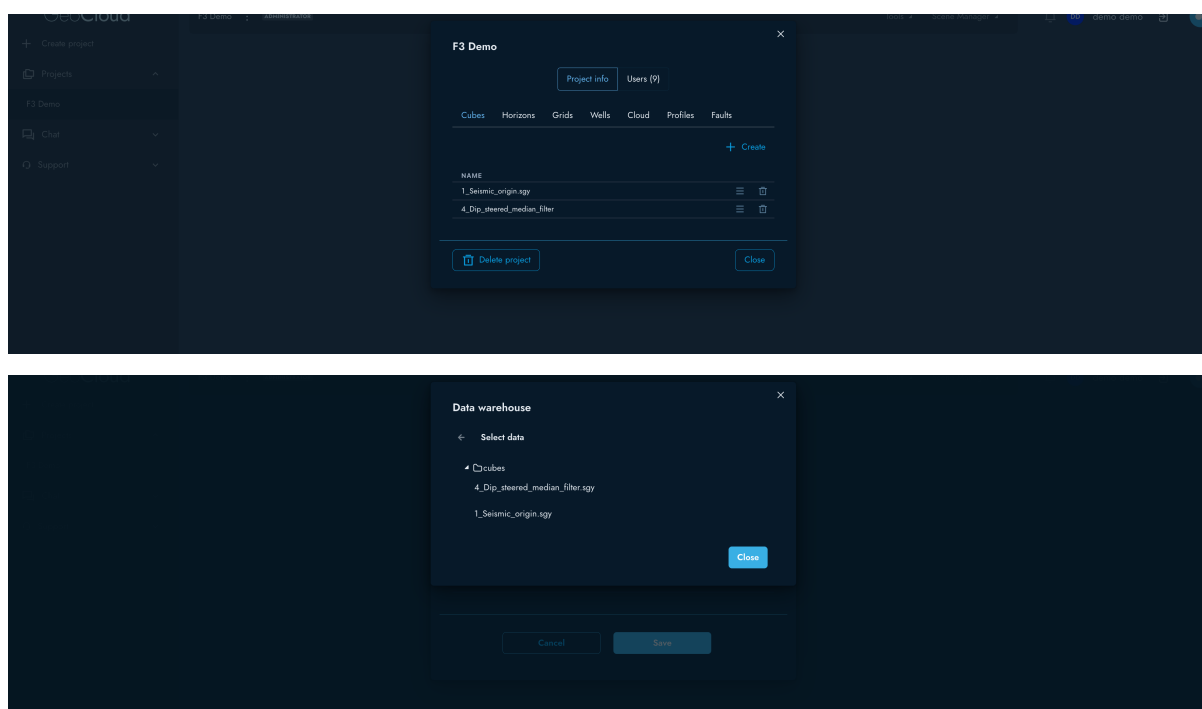 GeoCloud
F3 Demo ADMINISTRATOR Tools Scene Manager DD demo demo
Create project
Projects
F3 Demo
Chat
Support
F3 Demo
Project info Users (9)
Cubes Horizons Grids Wells Cloud Profiles Faults
+ Create
NAME
1_Seismic_origin.sgy
4_Dip_steered_median_filter
Delete project Close
Data warehouse
Select data
cubes
4_Dip_steered_median_filter.sgy
1_Seismic_origin.sgy
Close
Cancel Save